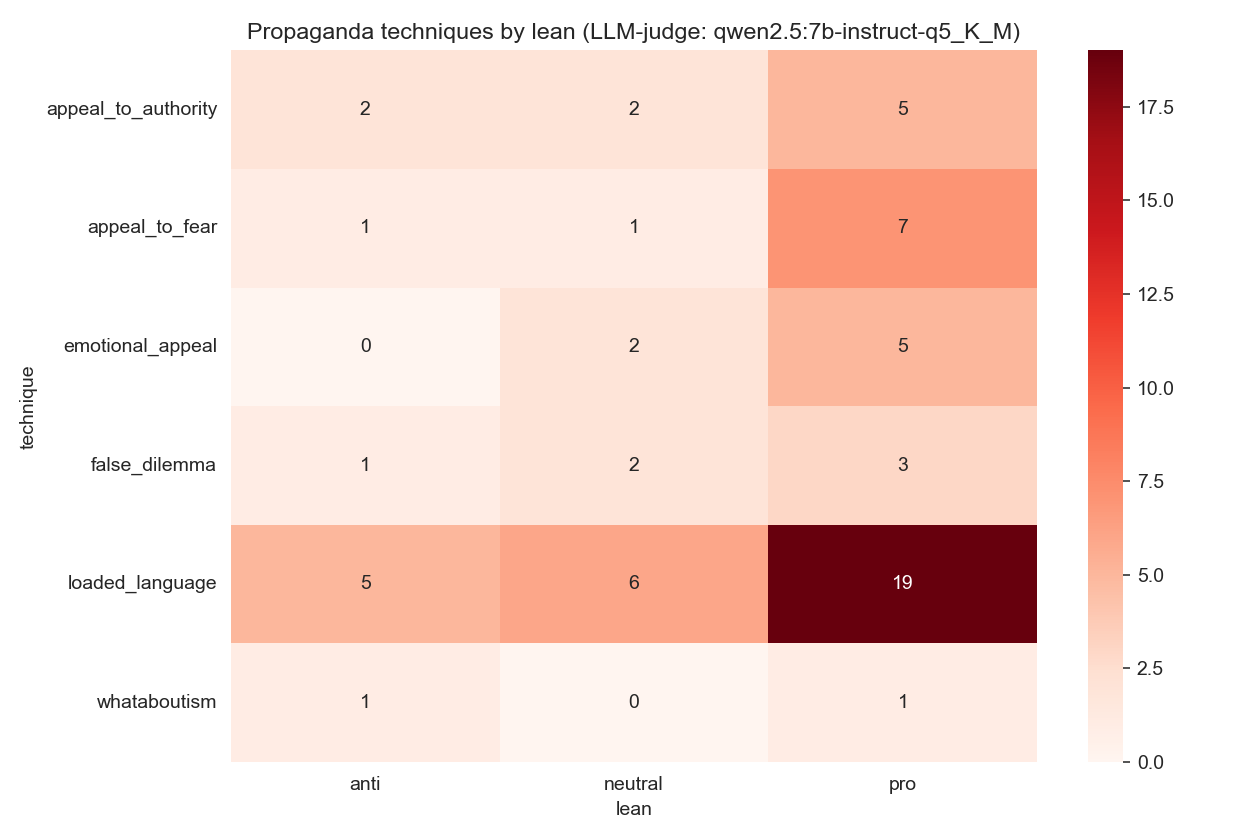 Propaganda techniques by lean (LLM-judge: qwen2.5:7b-instruct-q5_K_M)
technique
appeal_to_authority 2 2 5
appeal_to_fear 1 1 7
emotional_appeal 0 2 5
false_dilemma 1 2 3
loaded_language 5 6 19
whataboutism 1 0 1
anti neutral pro
lean
17.5
15.0
12.5
10.0
7.5
5.0
2.5
0.0